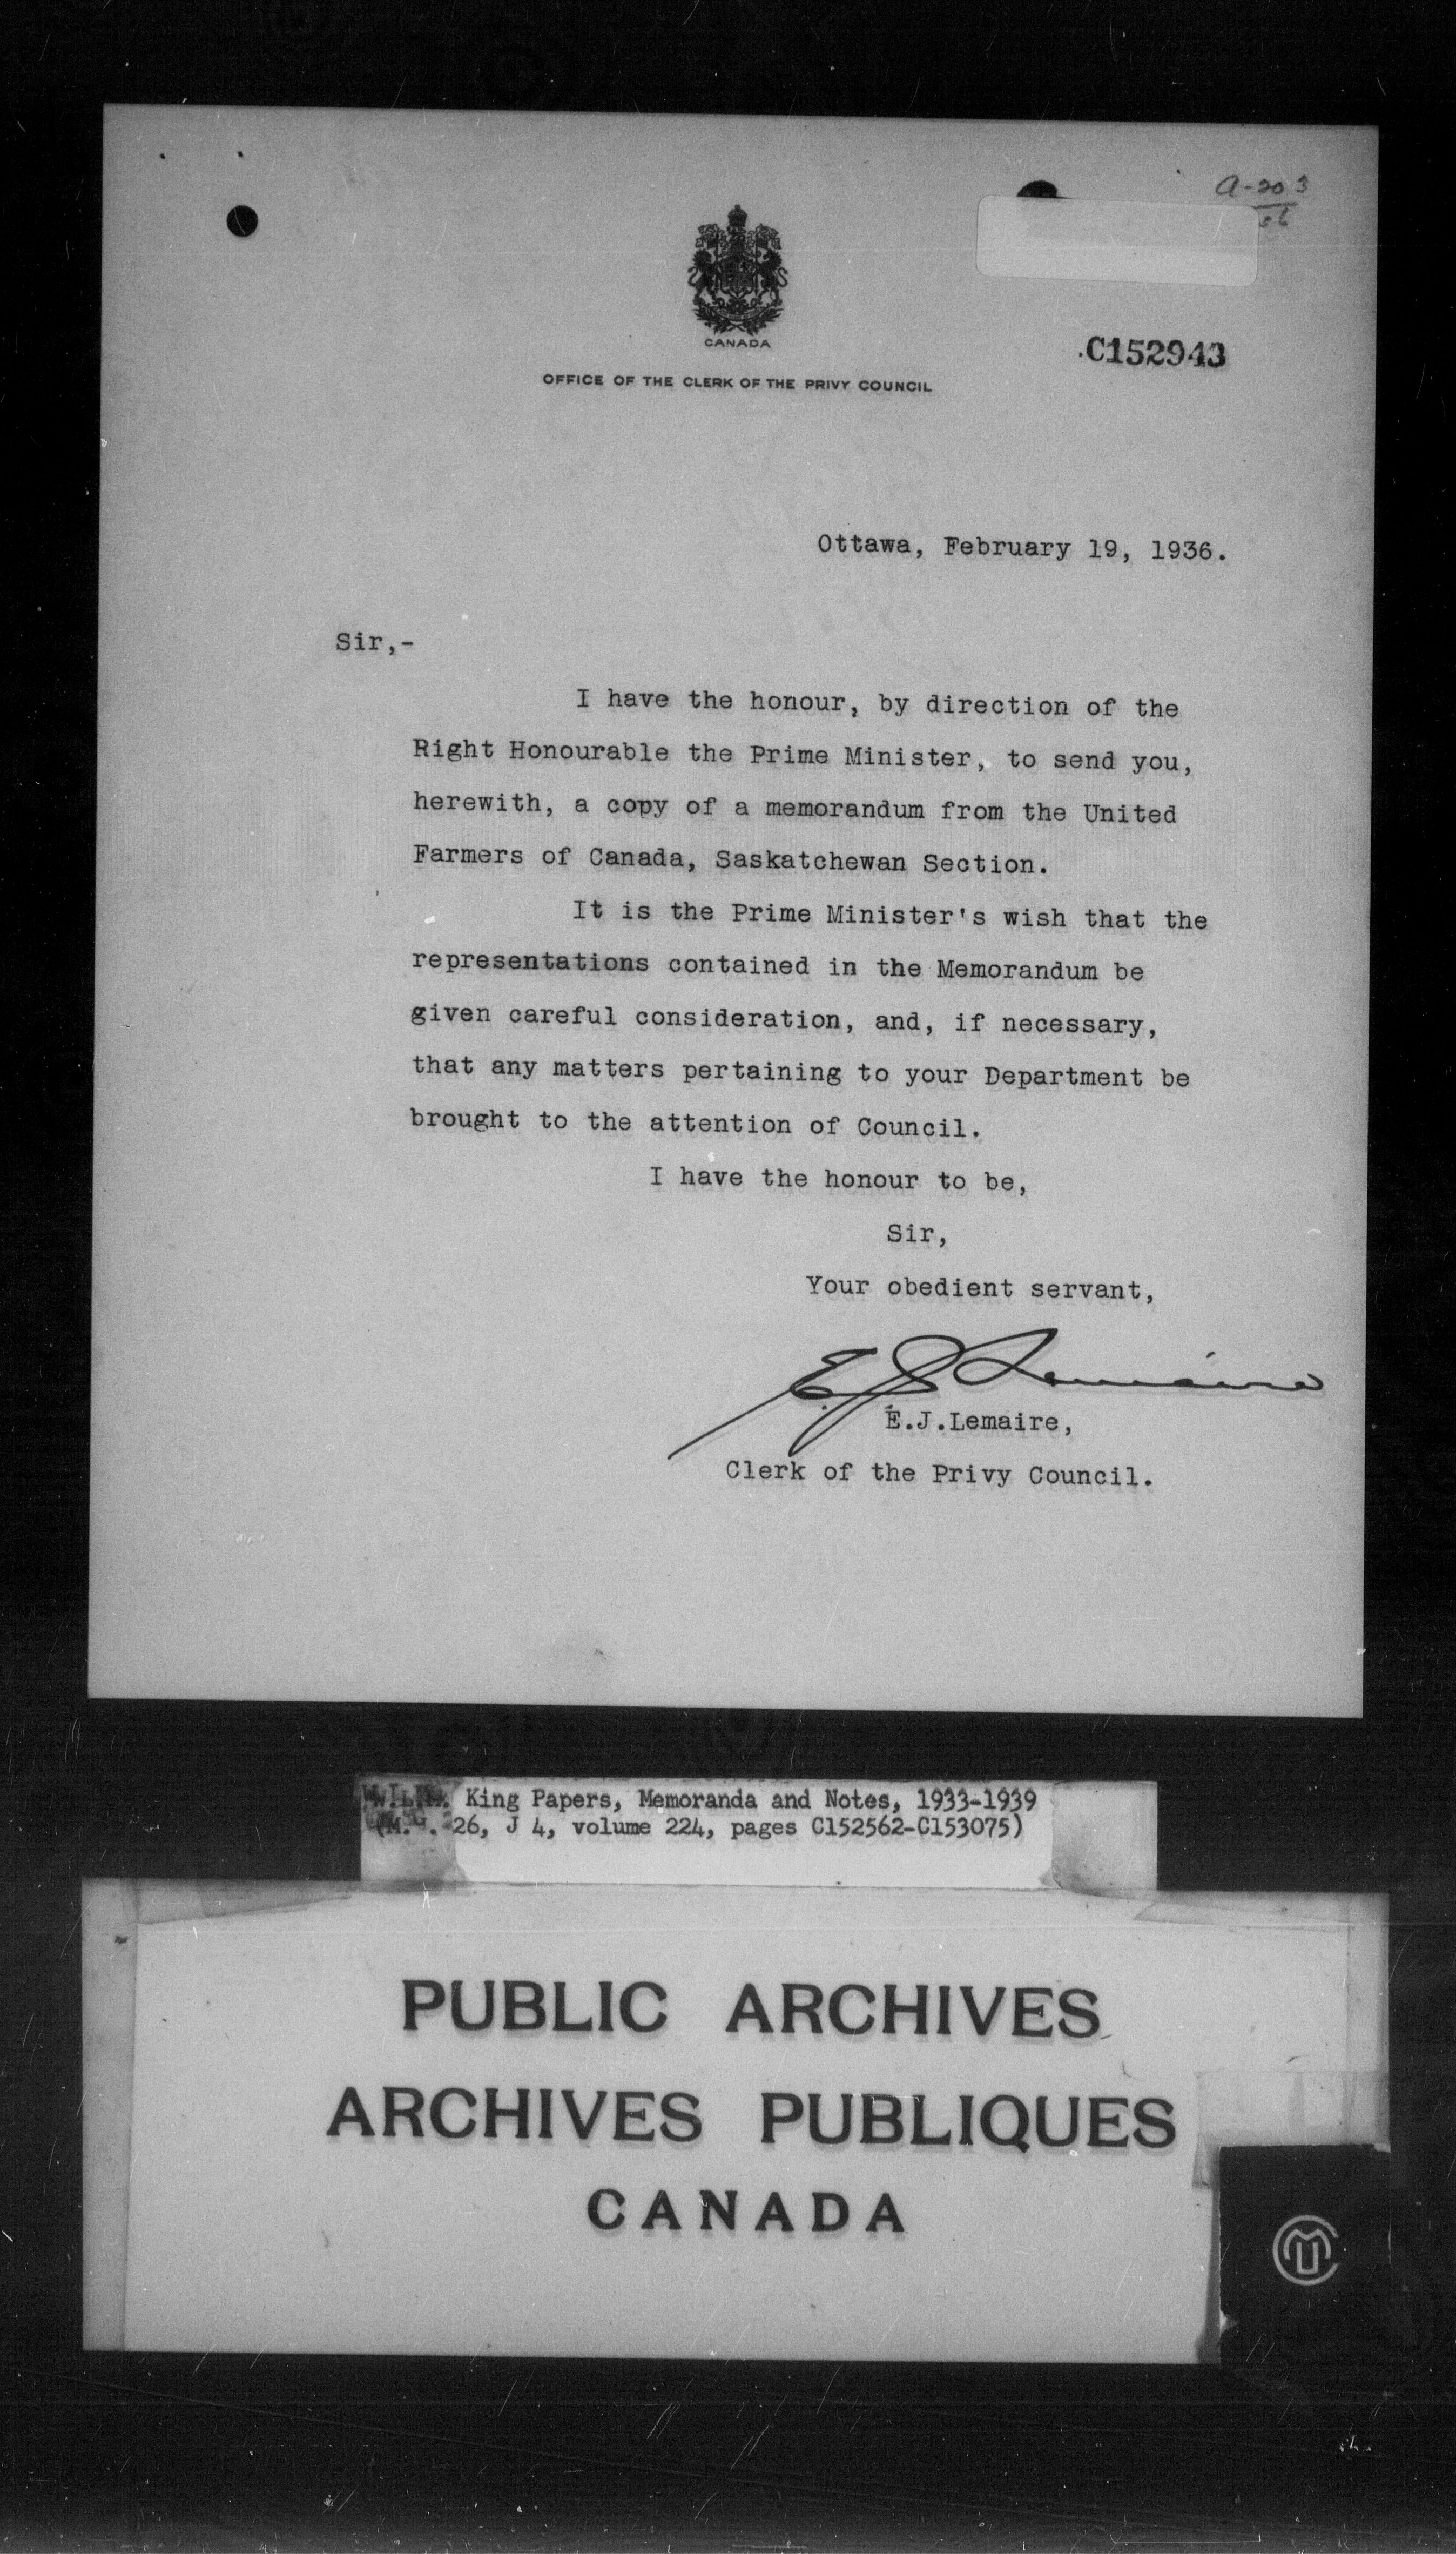 a-203
36
CANADA
C152943
OFFICE OF THE CLERK OF THE PRIVY COUNCIL
Ottawa, February 19, 1936.
Sir,-
I have the honour, by direction of the
Right Honourable the Prime Minister, to send you,
herewith, a copy of a memorandum from the United
Farmers of Canada, Saskatchewan Section.
It is the Prime Minister's wish that the
representations contained in the Memorandum be
given careful consideration, and, if necessary,
that any matters pertaining to your Department be
brought to the attention of Council.
I have the honour to be,
Sir,
Your obedient servant,
E J Lemaire
E.J.Lemaire,
Clerk of the Privy Council.
W.L.M. King Papers, Memoranda and Notes, 1933-1939
(M.G. 26, J 4, volume 224, pages C152562-C153075)
PUBLIC ARCHIVES
ARCHIVES PUBLIQUES
CANADA